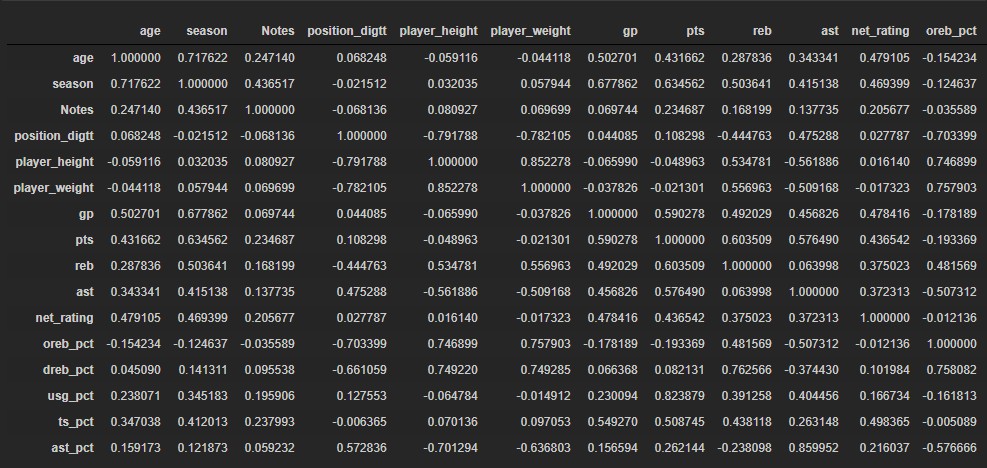 age season Notes position_digtt player_height player_weight gp pts reb ast net_rating oreb_pct
age 1.000000 0.717622 0.247140 0.068248 -0.059116 -0.044118 0.502701 0.431662 0.287836 0.343341 0.479105 -0.154234
season 0.717622 1.000000 0.436517 -0.021512 0.032035 0.057944 0.677862 0.634562 0.503641 0.415138 0.469399 -0.124637
Notes 0.247140 0.436517 1.000000 -0.068136 0.080927 0.069699 0.069744 0.234687 0.168199 0.137735 0.205677 -0.035589
position_digtt 0.068248 -0.021512 -0.068136 1.000000 -0.791788 -0.782105 0.044085 0.108298 -0.444763 0.475288 0.027787 -0.703399
player_height -0.059116 0.032035 0.080927 -0.791788 1.000000 0.852278 -0.065990 -0.048963 0.534781 -0.561886 0.016140 0.746899
player_weight -0.044118 0.057944 0.069699 -0.782105 0.852278 1.000000 -0.037826 -0.021301 0.556963 -0.509168 -0.017323 0.757903
gp 0.502701 0.677862 0.069744 0.044085 -0.065990 -0.037826 1.000000 0.590278 0.492029 0.456826 0.478416 -0.178189
pts 0.431662 0.634562 0.234687 0.108298 -0.048963 -0.021301 0.590278 1.000000 0.603509 0.576490 0.436542 -0.193369
reb 0.287836 0.503641 0.168199 -0.444763 0.534781 0.556963 0.492029 0.603509 1.000000 0.063998 0.375023 0.481569
ast 0.343341 0.415138 0.137735 0.475288 -0.561886 -0.509168 0.456826 0.576490 0.063998 1.000000 0.372313 -0.507312
net_rating 0.479105 0.469399 0.205677 0.027787 0.016140 -0.017323 0.478416 0.436542 0.375023 0.372313 1.000000 -0.012136
oreb_pct -0.154234 -0.124637 -0.035589 -0.703399 0.746899 0.757903 -0.178189 -0.193369 0.481569 -0.507312 -0.012136 1.000000
dreb_pct 0.045090 0.141311 0.095538 -0.661059 0.749220 0.749285 0.066368 0.082131 0.762566 -0.374430 0.101984 0.758082
usg_pct 0.238071 0.345183 0.195906 0.127553 -0.064784 -0.014912 0.230094 0.823879 0.391258 0.404456 0.166734 -0.161813
ts_pct 0.347038 0.412013 0.237993 -0.006365 0.070136 0.097053 0.549270 0.508745 0.438118 0.263148 0.498365 -0.005089
ast_pct 0.159173 0.121873 0.059232 0.572836 -0.701294 -0.636803 0.156594 0.262144 -0.238098 0.859952 0.216037 -0.576666